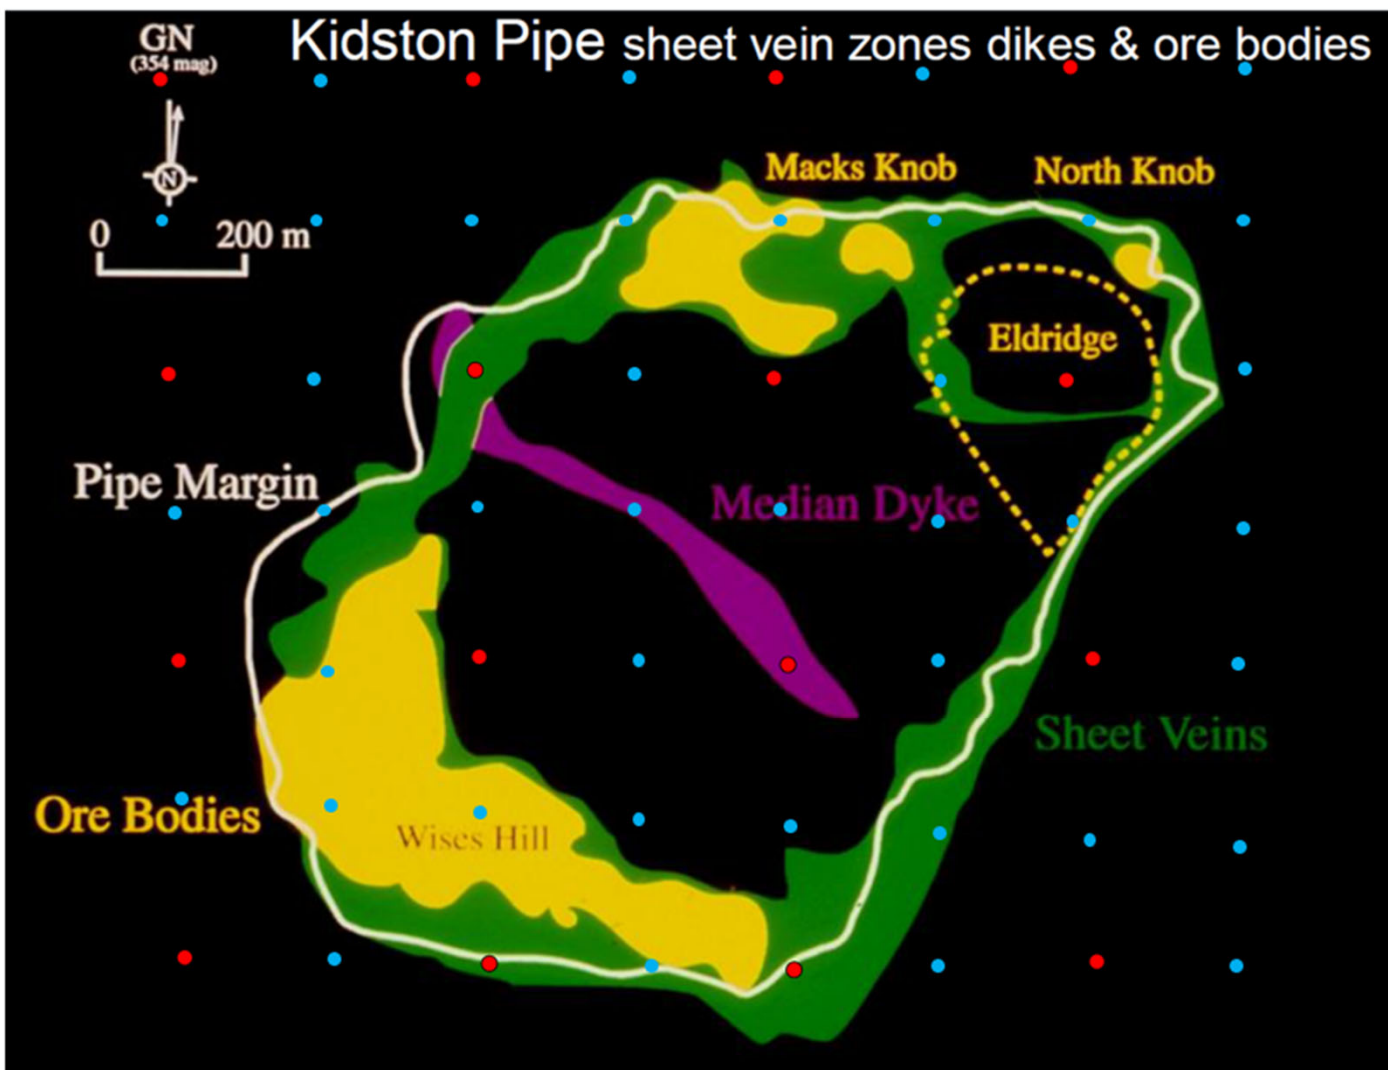 GN
(354 mag)
Kidston Pipe sheet vein zones dikes & ore bodies
N
0 200 m
Macks Knob
North Knob
Eldridge
Pipe Margin
Median Dyke
Sheet Veins
Ore Bodies
Wises Hill